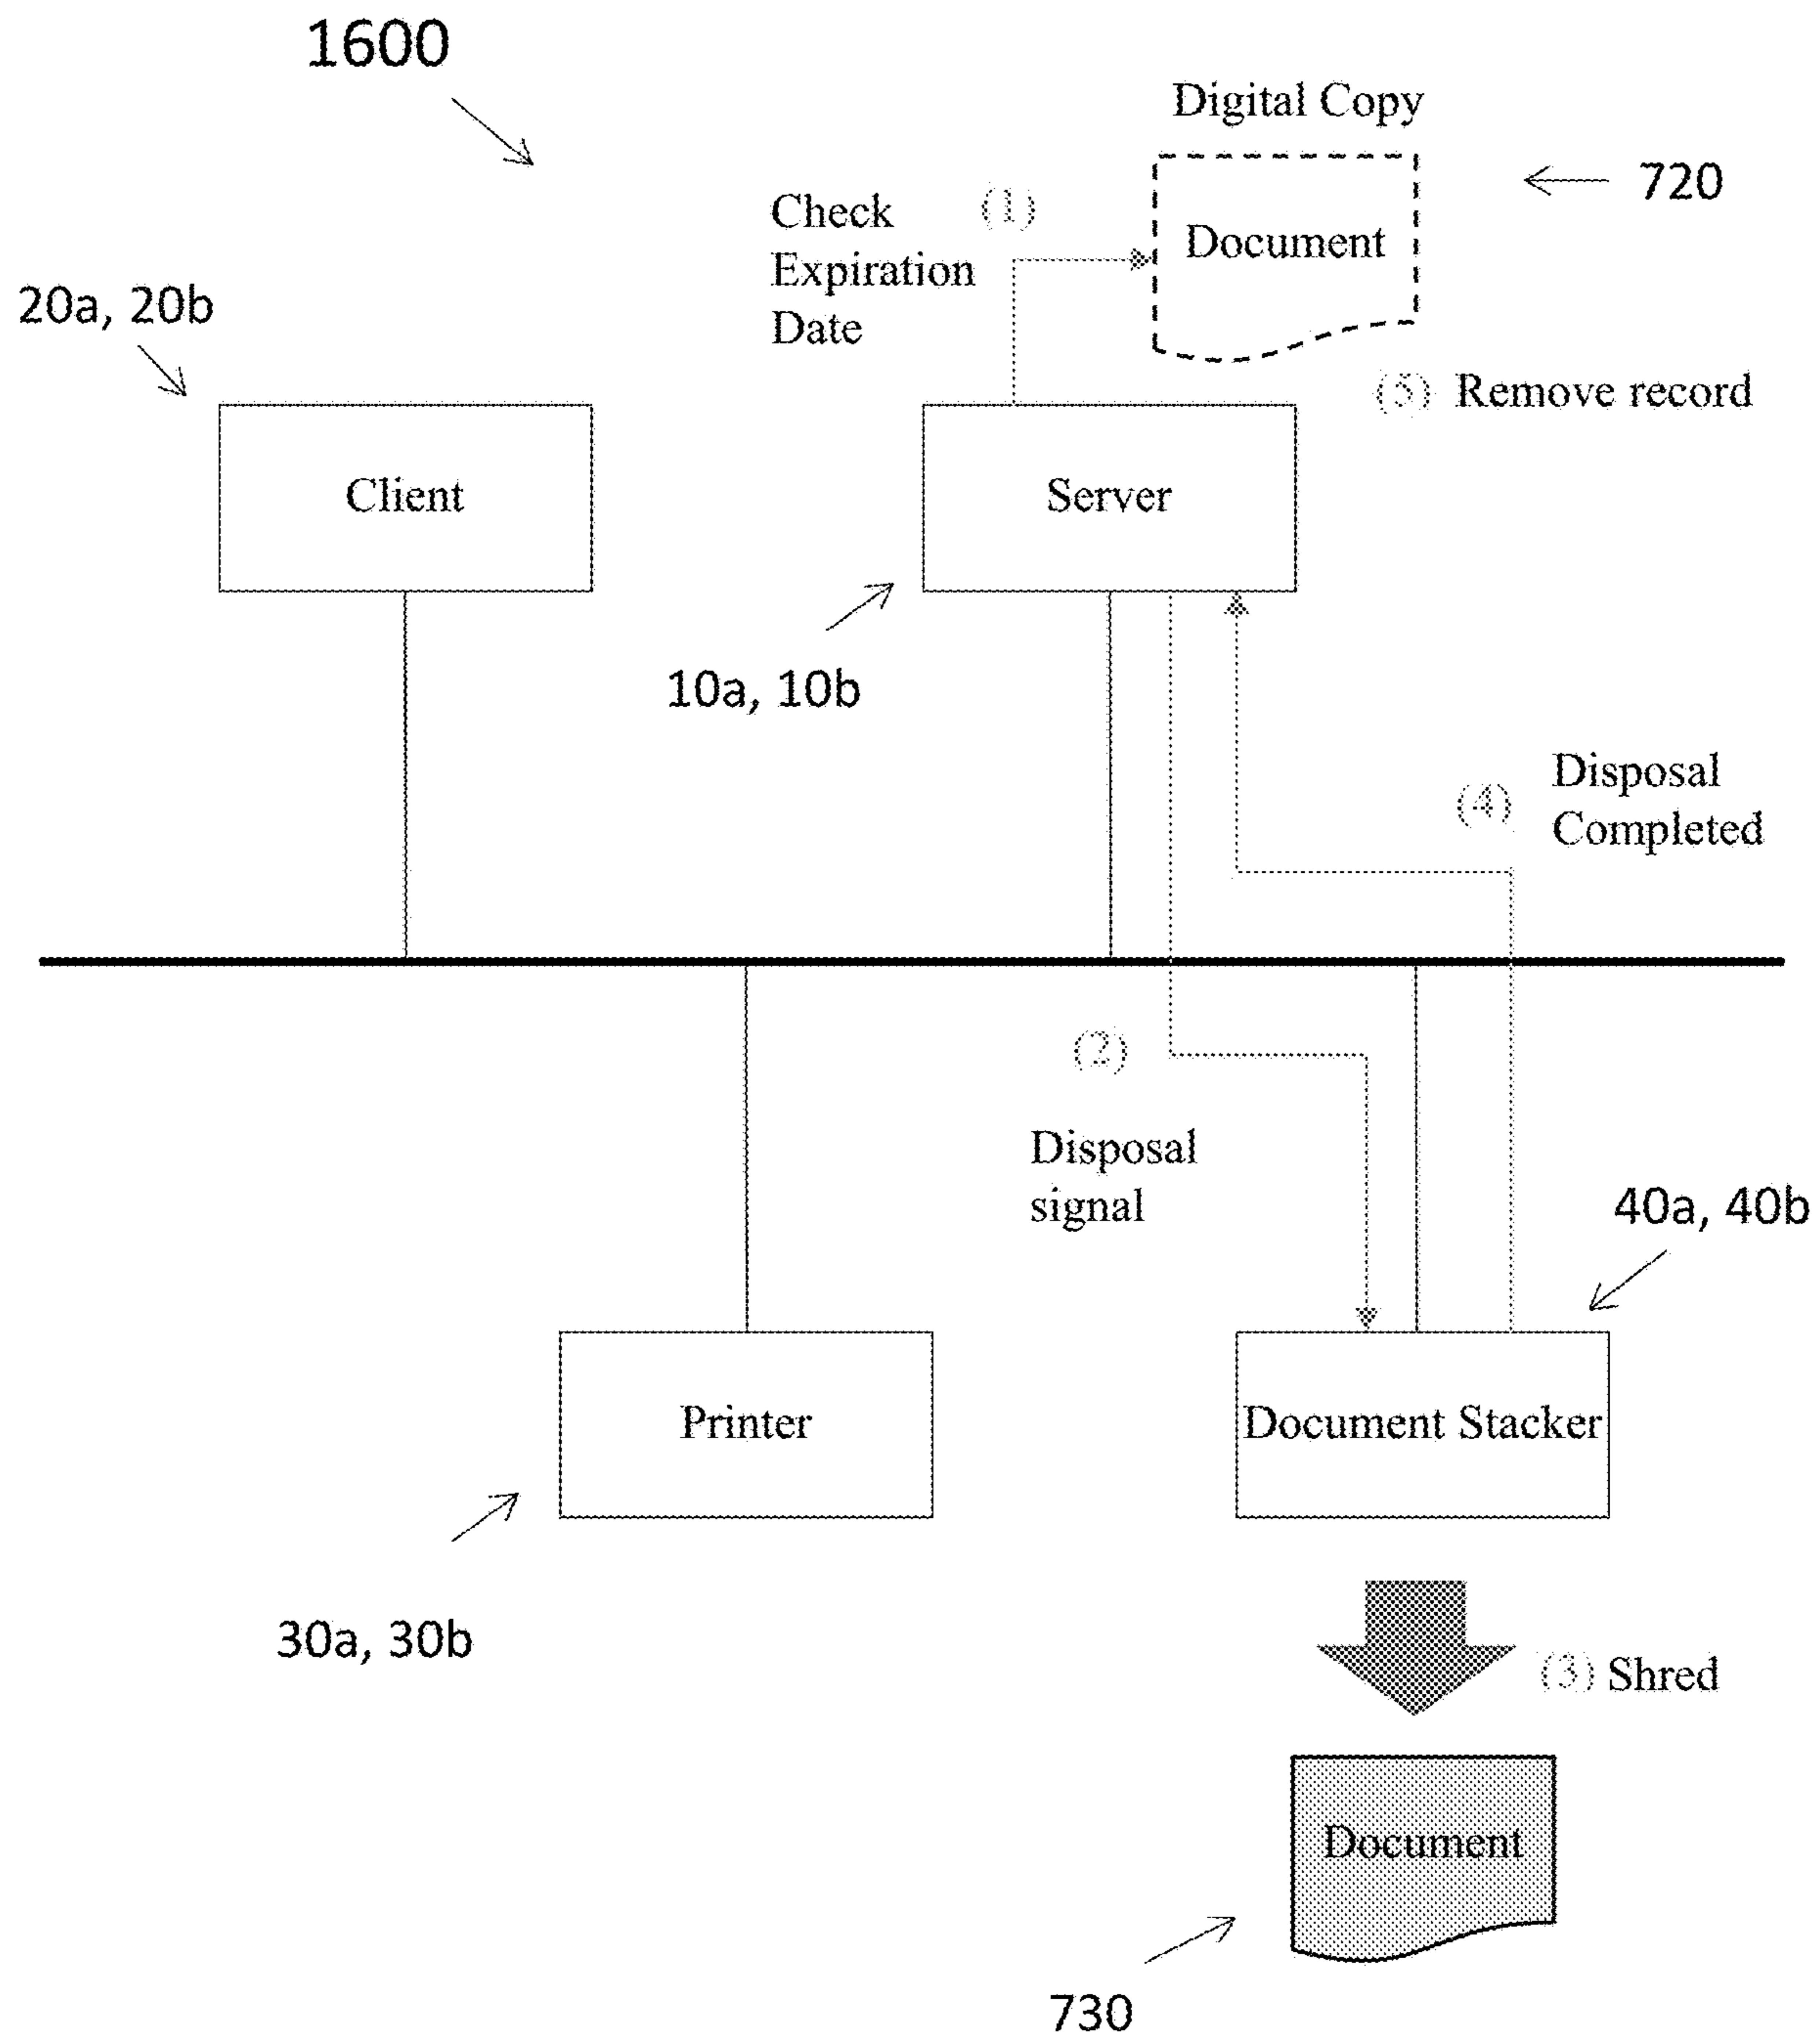 1600
Digital Copy
720
Check (1)
Document
Expiration
20a, 20b
Date
(5) Remove record
Client
Server
10a, 10b
Disposal
(4)
Completed
(2)
Disposal
signal
40a, 40b
Printer
Document Stacker
30a, 30b
(3) Shred
Document
730